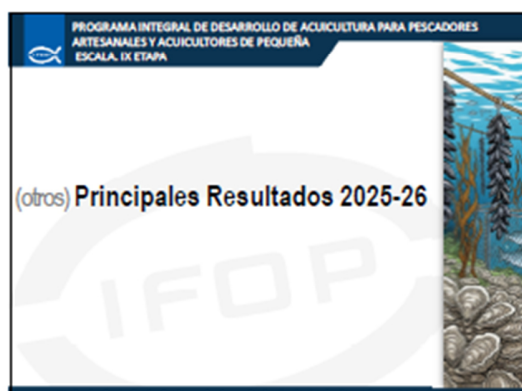 PROGRAMA INTEGRAL DE DESARROLLO DE ACUICULTURA PARA PESCADORES
ARTESANALES Y ACUICULTORES DE PEQUEÑA
ESCALA. IX ETAPA
IFOP
(otros) Principales Resultados 2025-26
IFOP